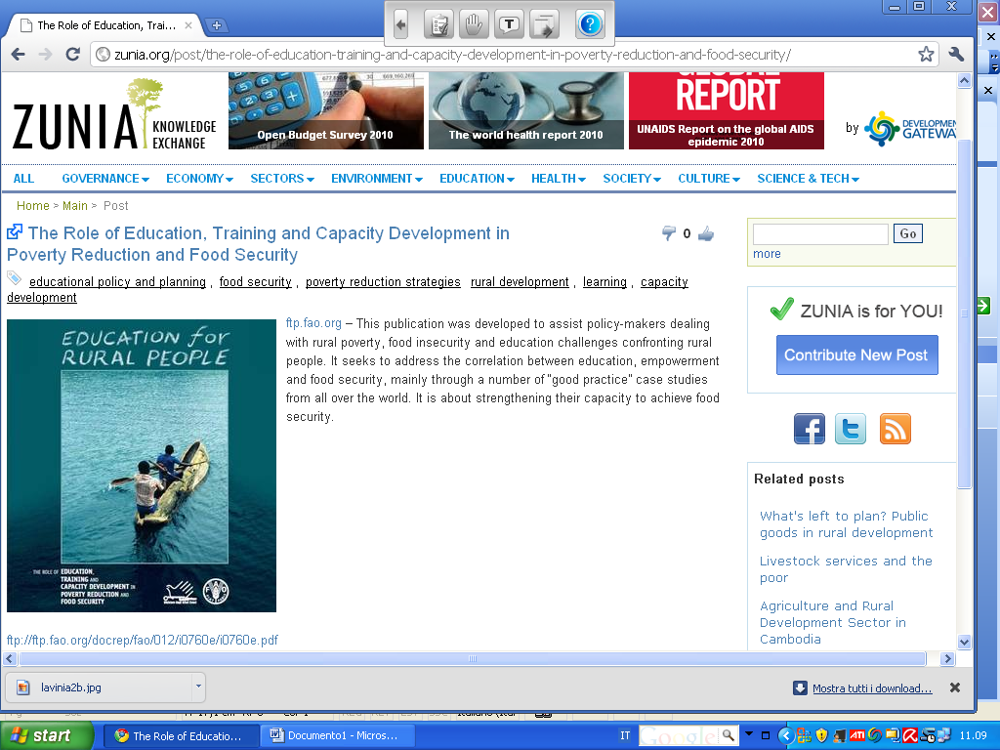 The Role of Education, Trai...
zunia.org/post/the-role-of-education-training-and-capacity-development-in-poverty-reduction-and-food-security/
ZUNIA KNOWLEDGE EXCHANGE
Open Budget Survey 2010
The world health report 2010
GLOBAL
REPORT
UNAIDS Report on the global AIDS
epidemic 2010
by DEVELOPMEN
GATEWA
ALL GOVERNANCE ECONOMY SECTORS ENVIRONMENT EDUCATION HEALTH SOCIETY CULTURE SCIENCE & TECH
Home > Main > Post
The Role of Education, Training and Capacity Development in
Poverty Reduction and Food Security
0
educational policy and planning , food security , poverty reduction strategies rural development , learning , capacity
development
EDUCATION for
RURAL PEOPLE
THE ROLE OF EDUCATION,
TRAINING AND
CAPACITY DEVELOPMENT IN
POVERTY REDUCTION AND
FOOD SECURITY
ftp.fao.org – This publication was developed to assist policy-makers dealing
with rural poverty, food insecurity and education challenges confronting rural
people. It seeks to address the correlation between education, empowerment
and food security, mainly through a number of "good practice" case studies
from all over the world. It is about strengthening their capacity to achieve food
security.
ftp://ftp.fao.org/docrep/fao/012/i0760e/i0760e.pdf
Go
more
ZUNIA is for YOU!
Contribute New Post
Related posts
What's left to plan? Public
goods in rural development
Livestock services and the
poor
Agriculture and Rural
Development Sector in
Cambodia
lavinia2b.jpg
Mostra tutti i download...
start
The Role of Educatio...
Documento1 - Micros...
IT
Google
11.09